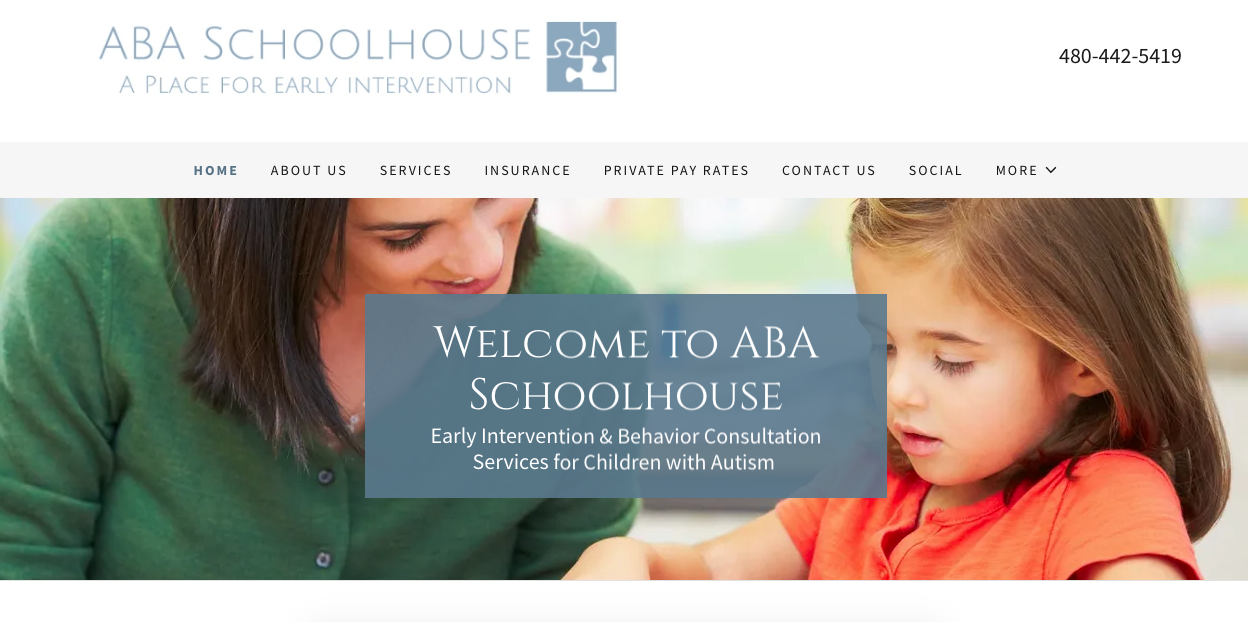 ABA SCHOOLHOUSE
A PLACE FOR EARLY INTERVENTION
480-442-5419
HOME ABOUT US SERVICES INSURANCE PRIVATE PAY RATES CONTACT US SOCIAL MORE
WELCOME TO ABA
SCHOOLHOUSE
Early Intervention & Behavior Consultation
Services for Children with Autism